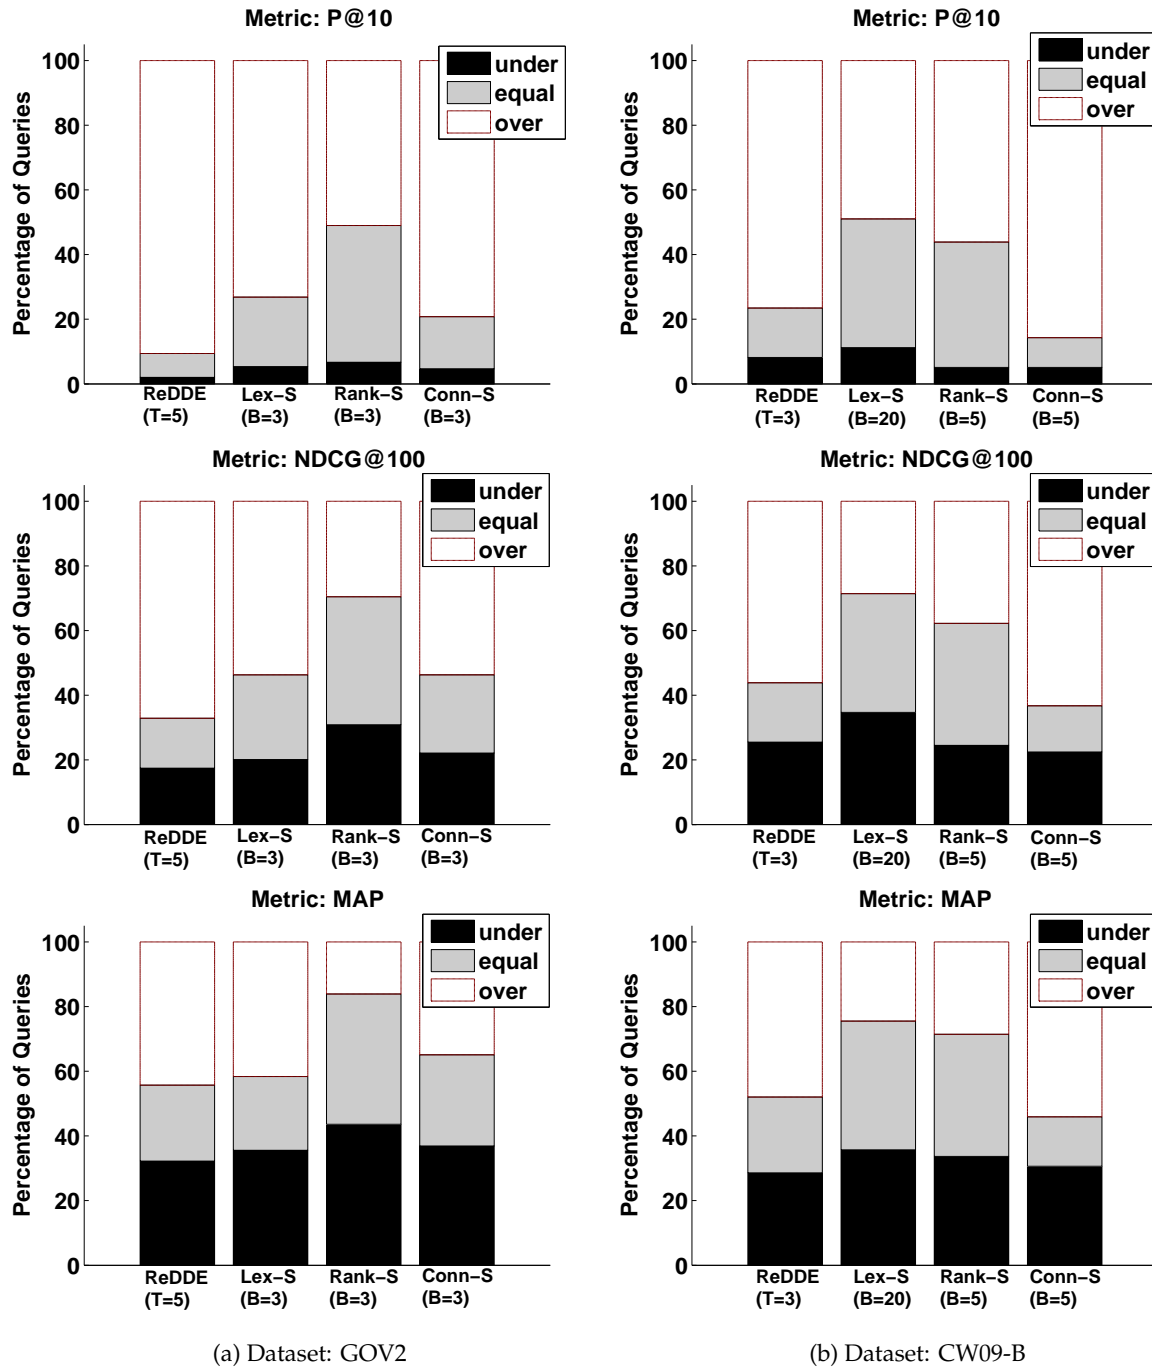 Metric: P@10
Percentage of Queries
100
80
60
40
20
0
under
equal
over
ReDDE Lex-S Rank-S Conn-S
(T=5) (B=3) (B=3) (B=3)
Metric: P@10
Percentage of Queries
100
80
60
40
20
0
under
equal
over
ReDDE Lex-S Rank-S Conn-S
(T=3) (B=20) (B=5) (B=5)
Metric: NDCG@100
Percentage of Queries
100
80
60
40
20
0
under
equal
over
ReDDE Lex-S Rank-S Conn-S
(T=5) (B=3) (B=3) (B=3)
Metric: NDCG@100
Percentage of Queries
100
80
60
40
20
0
under
equal
over
ReDDE Lex-S Rank-S Conn-S
(T=3) (B=20) (B=5) (B=5)
Metric: MAP
Percentage of Queries
100
80
60
40
20
0
under
equal
over
ReDDE Lex-S Rank-S Conn-S
(T=5) (B=3) (B=3) (B=3)
Metric: MAP
Percentage of Queries
100
80
60
40
20
0
under
equal
over
ReDDE Lex-S Rank-S Conn-S
(T=3) (B=20) (B=5) (B=5)
(a) Dataset: GOV2
(b) Dataset: CW09-B